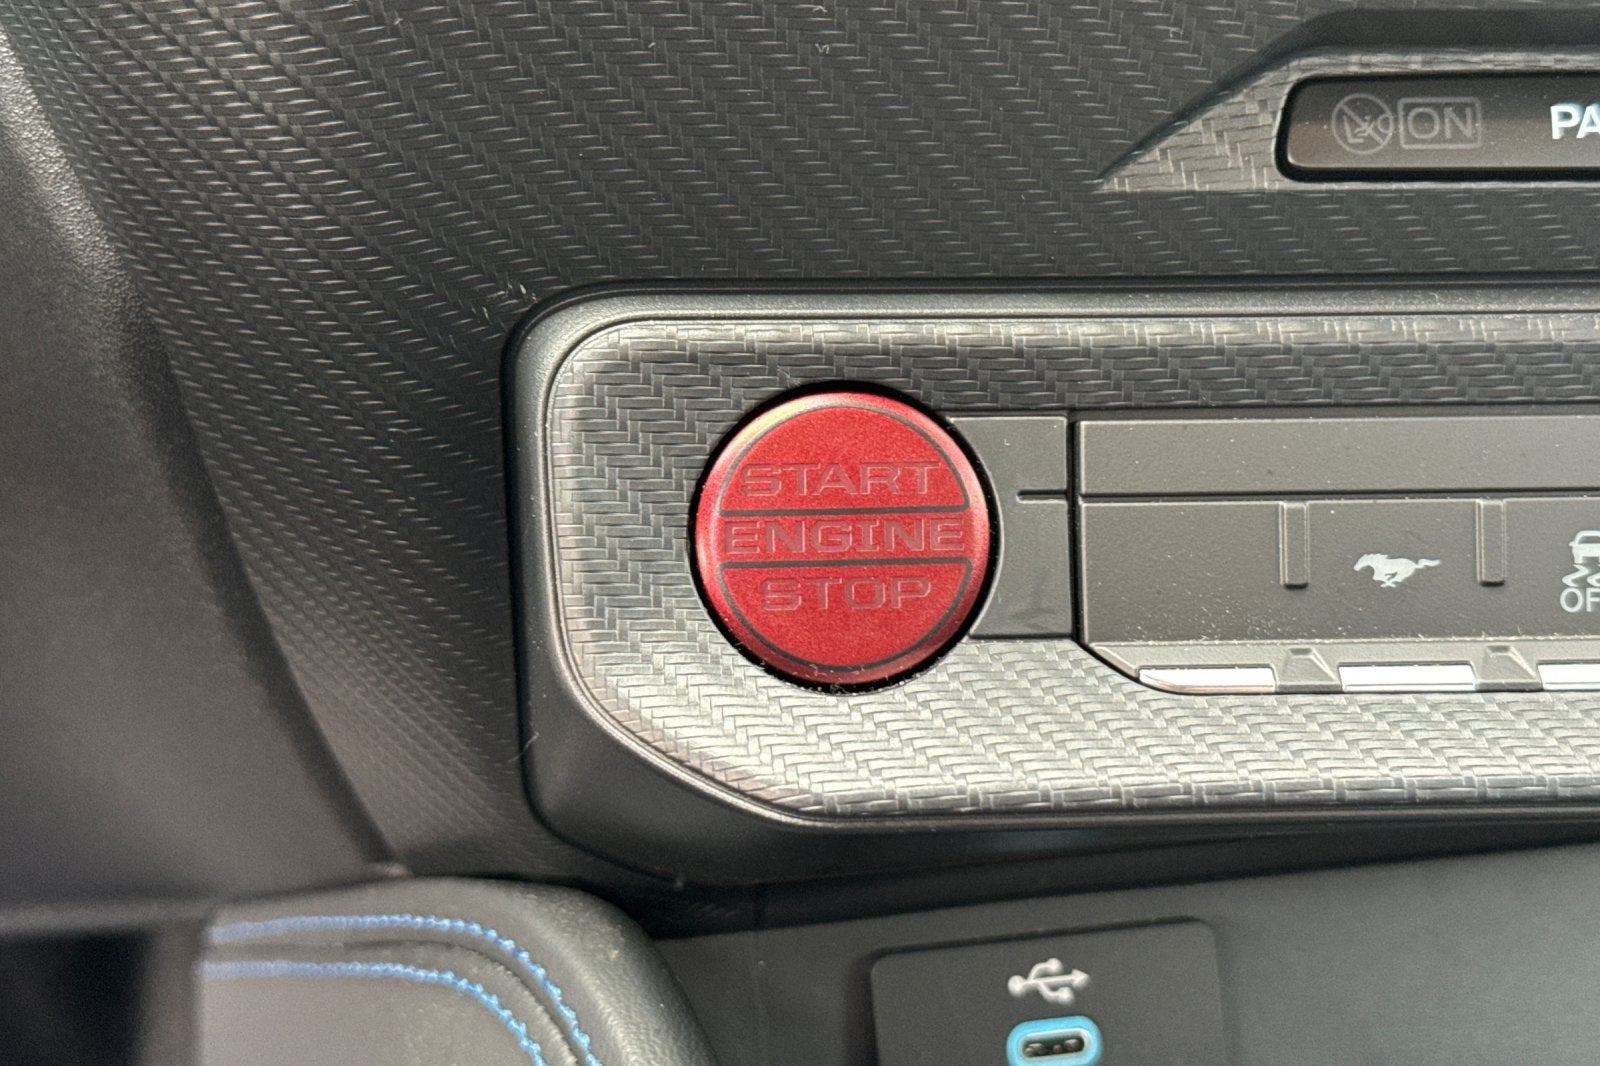 ON PA
START
ENGINE
STOP
OF